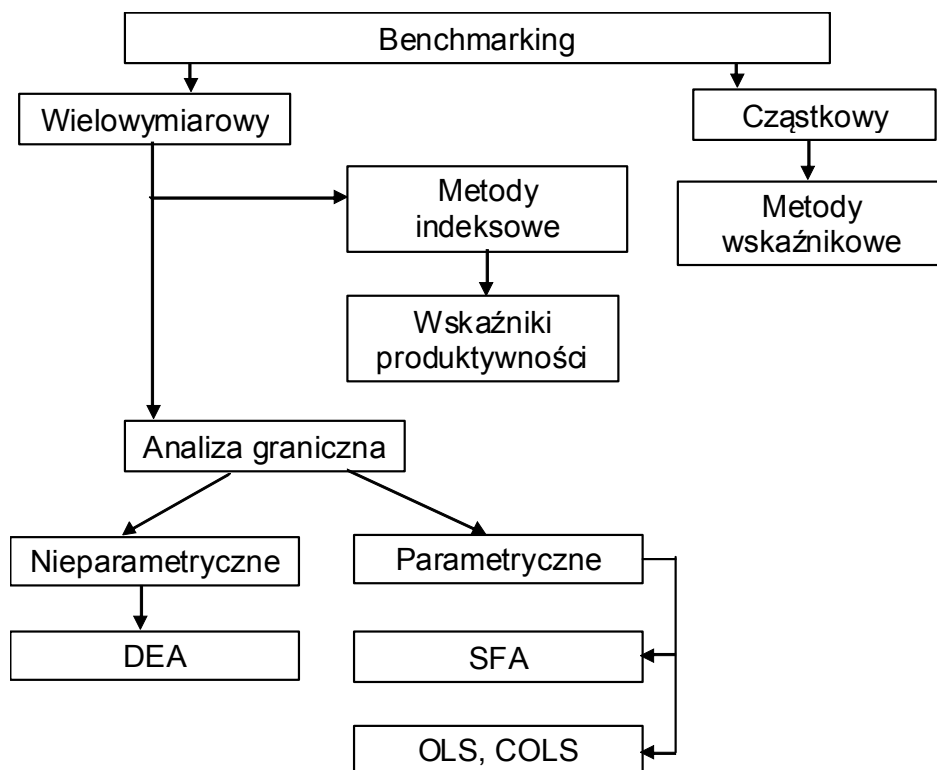 Benchmarking
Wielowymiarowy
Cząstkowy
Metody
indeksowe
Metody
wskaźnikowe
Wskaźniki
produktywności
Analiza graniczna
Nieparametryczne
Parametryczne
DEA
SFA
OLS, COLS